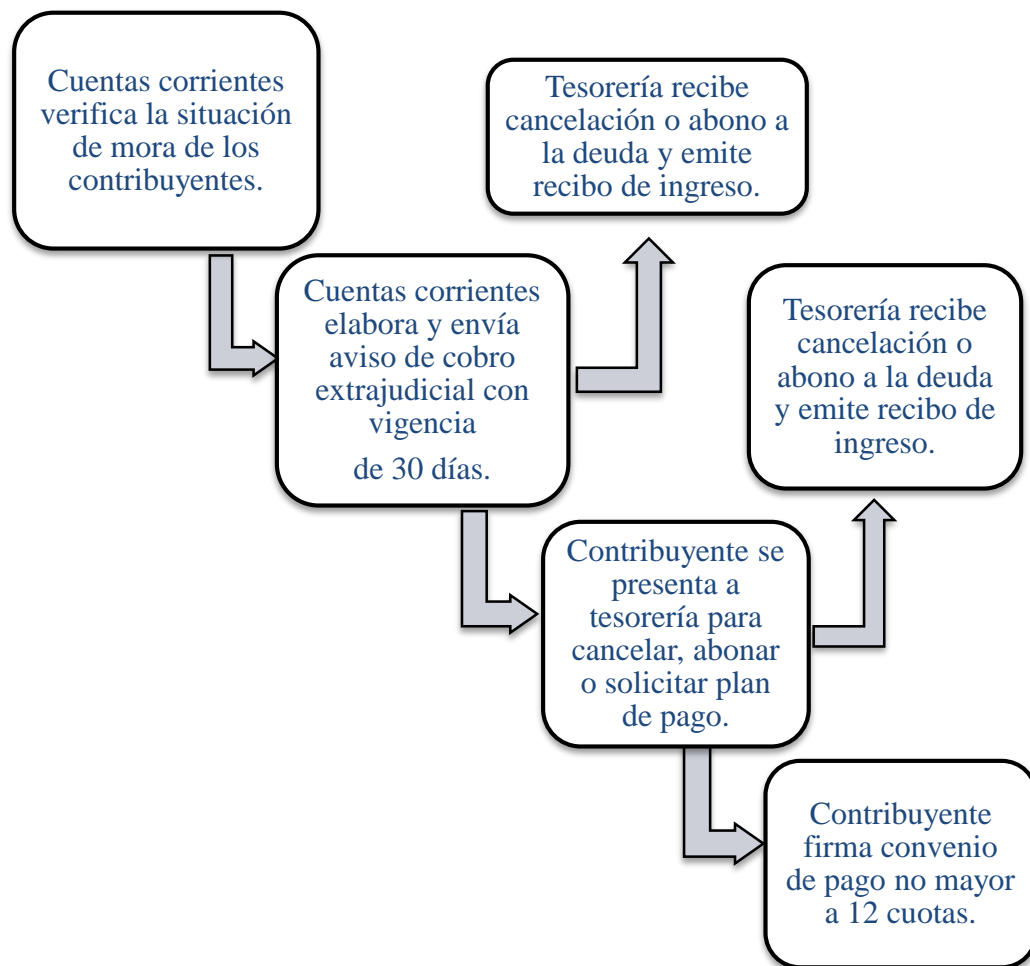 Cuentas corrientes
verifica la situación
de mora de los
contribuyentes.
Tesorería recibe
cancelación o abono a
la deuda y emite
recibo de ingreso.
Cuentas corrientes
elabora y envía
aviso de cobro
extrajudicial con
vigencia
de 30 días.
Tesorería recibe
cancelación o
abono a la deuda
y emite recibo de
ingreso.
Contribuyente se
presenta a
tesorería para
cancelar, abonar
o solicitar plan
de pago.
Contribuyente
firma convenio
de pago no mayor
a 12 cuotas.